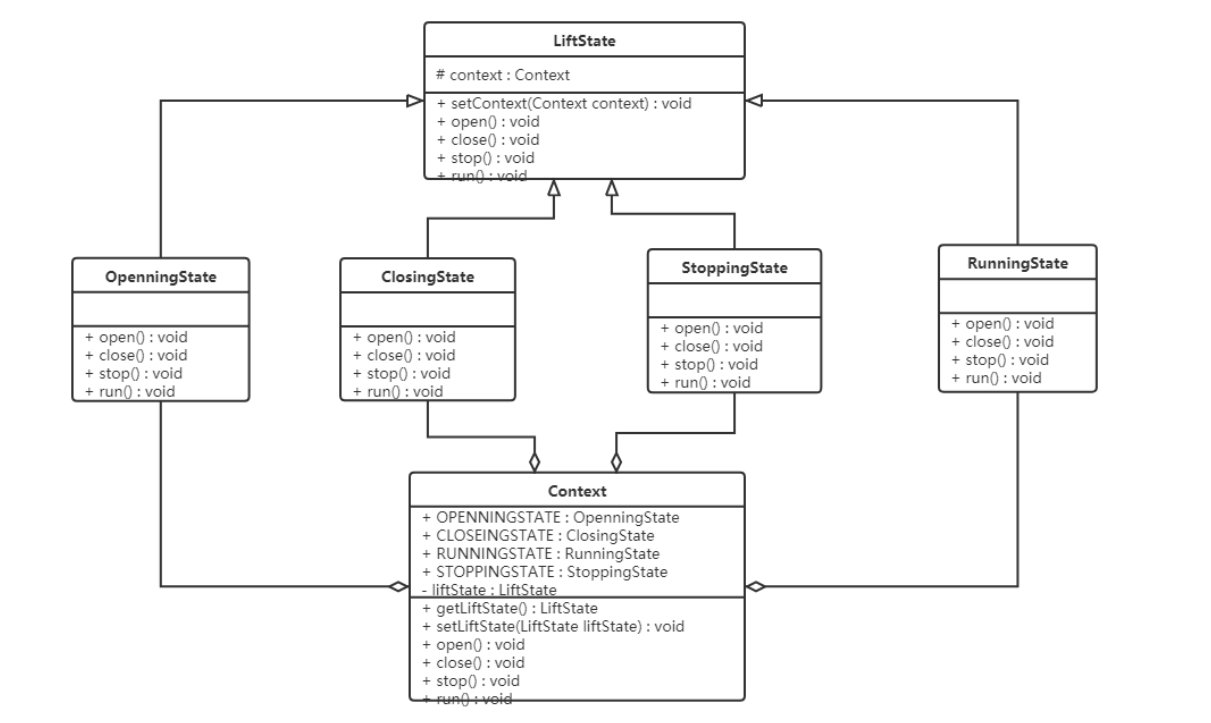 LiftState
# context : Context
+ setContext(Context context) : void
+ open() : void
+ close() : void
+ stop() : void
+ run() : void
OpenningState
+ open() : void
+ close() : void
+ stop() : void
+ run() : void
ClosingState
+ open() : void
+ close() : void
+ stop() : void
+ run() : void
StoppingState
+ open() : void
+ close() : void
+ stop() : void
+ run() : void
RunningState
+ open() : void
+ close() : void
+ stop() : void
+ run() : void
Context
+ OPENNINGSTATE : OpenningState
+ CLOSEINGSTATE : ClosingState
+ RUNNINGSTATE : RunningState
+ STOPPINGSTATE : StoppingState
- liftState : LiftState
+ getLiftState() : LiftState
+ setLiftState(LiftState liftState) : void
+ open() : void
+ close() : void
+ stop() : void
+ run() : void